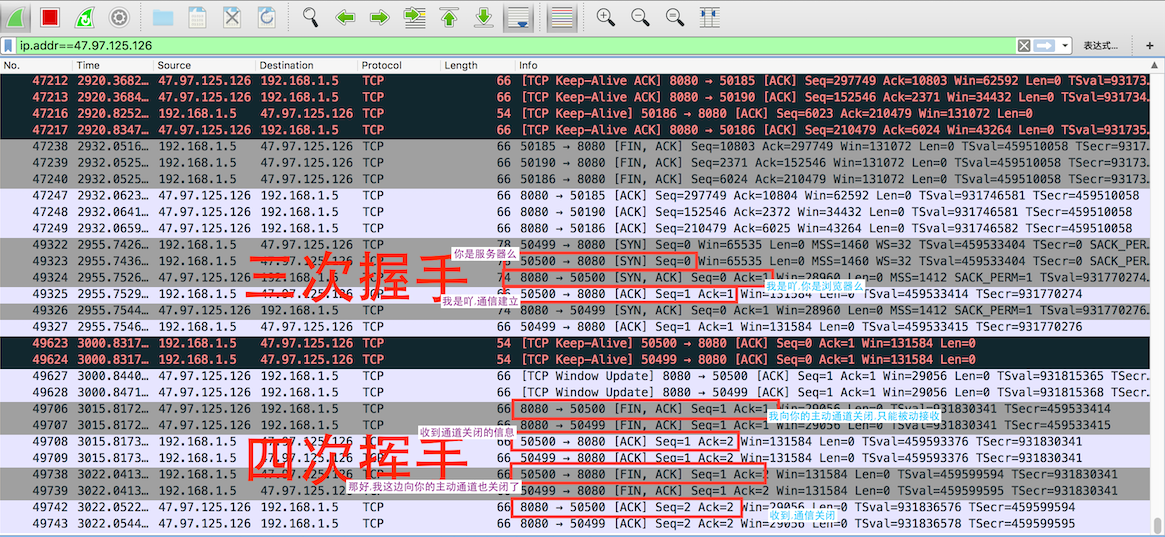 ip.addr==47.97.125.126 表达式… +
No. Time Source Destination Protocol Length Info
47212 2920.3682… 47.97.125.126 192.168.1.5 TCP 66 [TCP Keep-Alive ACK] 8080 → 50185 [ACK] Seq=297749 Ack=10803 Win=62592 Len=0 TSval=93173…
47213 2920.3684… 47.97.125.126 192.168.1.5 TCP 66 [TCP Keep-Alive ACK] 8080 → 50190 [ACK] Seq=152546 Ack=2371 Win=34432 Len=0 TSval=931734…
47216 2920.8252… 192.168.1.5 47.97.125.126 TCP 54 [TCP Keep-Alive] 50186 → 8080 [ACK] Seq=6023 Ack=210479 Win=131072 Len=0
47217 2920.8347… 47.97.125.126 192.168.1.5 TCP 66 [TCP Keep-Alive ACK] 8080 → 50186 [ACK] Seq=210479 Ack=6024 Win=43264 Len=0 TSval=931735…
47238 2932.0516… 192.168.1.5 47.97.125.126 TCP 66 50185 → 8080 [FIN, ACK] Seq=10803 Ack=297749 Win=131072 Len=0 TSval=459510058 TSecr=9317…
47239 2932.0525… 192.168.1.5 47.97.125.126 TCP 66 50190 → 8080 [FIN, ACK] Seq=2371 Ack=152546 Win=131072 Len=0 TSval=459510058 TSecr=93173…
47240 2932.0525… 192.168.1.5 47.97.125.126 TCP 66 50186 → 8080 [FIN, ACK] Seq=6024 Ack=210479 Win=131072 Len=0 TSval=459510058 TSecr=93173…
47247 2932.0623… 47.97.125.126 192.168.1.5 TCP 66 8080 → 50185 [ACK] Seq=297749 Ack=10804 Win=62592 Len=0 TSval=931746581 TSecr=459510058
47248 2932.0641… 47.97.125.126 192.168.1.5 TCP 66 8080 → 50190 [ACK] Seq=152546 Ack=2372 Win=34432 Len=0 TSval=931746581 TSecr=459510058
47249 2932.0659… 47.97.125.126 192.168.1.5 TCP 66 8080 → 50186 [ACK] Seq=210479 Ack=6025 Win=43264 Len=0 TSval=931746581 TSecr=459510058
49322 2955.7426… 192.168.1.5 47.97.125.126 TCP 78 50499 → 8080 [SYN] Seq=0 Win=65535 Len=0 MSS=1460 WS=32 TSval=459533404 TSecr=0 SACK_PER…
你是服务器么
49323 2955.7436… 192.168.1.5 47.97.125.126 78 50500 → 8080 [SYN] Seq=0 Win=65535 Len=0 MSS=1460 WS=32 TSval=459533405 TSecr=0 SACK_PER…
三次握手
49324 2955.7526… 47.97.125.126 192.168.1.5 74 8080 → 50500 [SYN, ACK] Seq=0 Ack=1 Win=28960 Len=0 MSS=1412 SACK_PERM=1 TSval=931770274…
我是吖.你是浏览器么
49325 2955.7529… 192.168.1.5 47.97.125.126 50500 → 8080 [ACK] Seq=1 Ack=1 Win=131584 Len=0 TSval=459533414 TSecr=931770274
我是吖.通信建立
49326 2955.7544… 47.97.125.126 192.168.1.5 TCP 74 8080 → 50499 [SYN, ACK] Seq=0 Ack=1 Win=28960 Len=0 MSS=1412 SACK_PERM=1 TSval=931770276…
49327 2955.7546… 192.168.1.5 47.97.125.126 TCP 66 50499 → 8080 [ACK] Seq=1 Ack=1 Win=131584 Len=0 TSval=459533415 TSecr=931770276
49623 3000.8317… 192.168.1.5 47.97.125.126 TCP 54 [TCP Keep-Alive] 50500 → 8080 [ACK] Seq=0 Ack=1 Win=131584 Len=0
49624 3000.8317… 192.168.1.5 47.97.125.126 TCP 54 [TCP Keep-Alive] 50499 → 8080 [ACK] Seq=0 Ack=1 Win=131584 Len=0
49627 3000.8440… 47.97.125.126 192.168.1.5 TCP 66 [TCP Window Update] 8080 → 50500 [ACK] Seq=1 Ack=1 Win=29056 Len=0 TSval=931815365 TSecr…
49628 3000.8471… 47.97.125.126 192.168.1.5 TCP 66 [TCP Window Update] 8080 → 50499 [ACK] Seq=1 Ack=1 Win=29056 Len=0 TSval=931815368 TSecr…
49706 3015.8172… 47.97.125.126 192.168.1.5 TCP 66 8080 → 50500 [FIN, ACK] Seq=1 Ack=1 Win=29056 Len=0 TSval=931830341 TSecr=459533414
我向你的主动通道关闭.只能被动接收
49707 3015.8173… 47.97.125.126 192.168.1.5 TCP 66 8080 → 50499 [FIN, ACK] Seq=1 Ack=1 Win=29056 Len=0 TSval=931830341 TSecr=459533415
收到通道关闭的信息
49708 3015.8173… 192.168.1.5 47.97.125.126 TCP 50500 → 8080 [ACK] Seq=1 Ack=2 Win=131584 Len=0 TSval=459593376 TSecr=931830341
四次挥手
49709 3015.8173… 192.168.1.5 47.97.125.126 TCP 66 50499 → 8080 [ACK] Seq=1 Ack=2 Win=131584 Len=0 TSval=459593376 TSecr=931830341
49738 3022.0413… 192.168.1.5 47.97.125.126 TCP 66 50500 → 8080 [FIN, ACK] Seq=1 Ack=2 Win=131584 Len=0 TSval=459599594 TSecr=931830341
那好.我这边向你的主动通道也关闭了
49739 3022.0413… 192.168.1.5 50499 → 8080 [FIN, ACK] Seq=1 Ack=2 Win=131584 Len=0 TSval=459599595 TSecr=931830341
49742 3022.0522… 47.97.125.126 192.168.1.5 TCP 66 8080 → 50500 [ACK] Seq=2 Ack=2 Win=29056 Len=0 TSval=931836576 TSecr=459599594
收到.通信关闭
49743 3022.0544… 47.97.125.126 192.168.1.5 TCP 66 8080 → 50499 [ACK] Seq=2 Ack=2 Win=29056 Len=0 TSval=931836578 TSecr=459599595